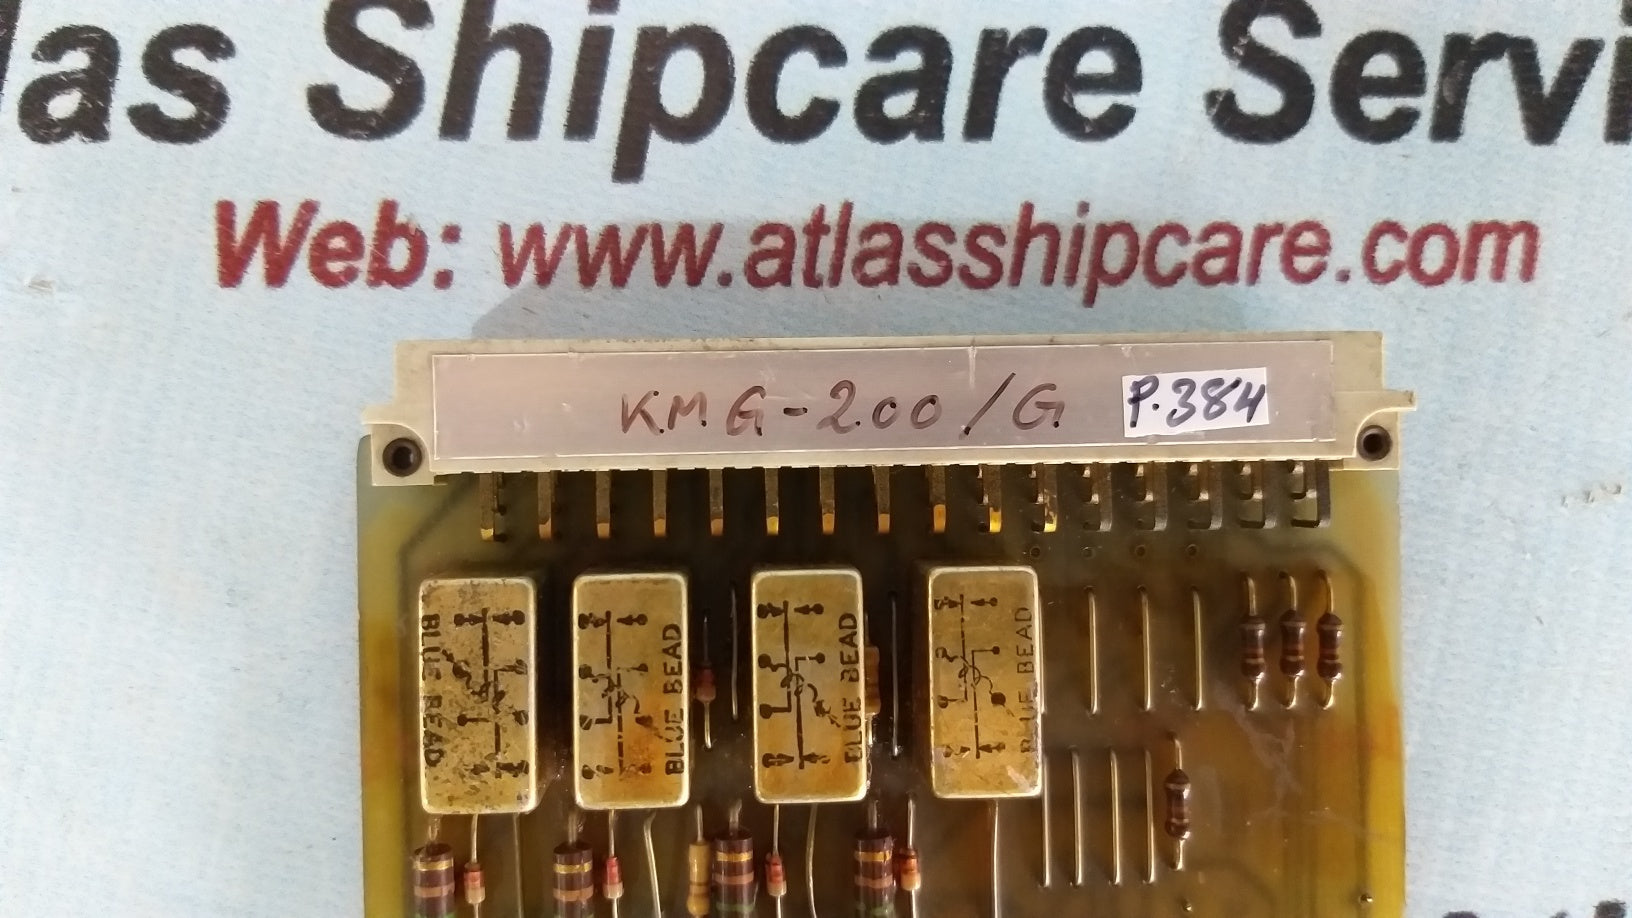 las Shipcare Servi
Web: www.atlasshipcare.com
KMG-200/G P.384
BLUE BEAD
BLUE BEAD
BLUE BEAD
BLUE BEAD